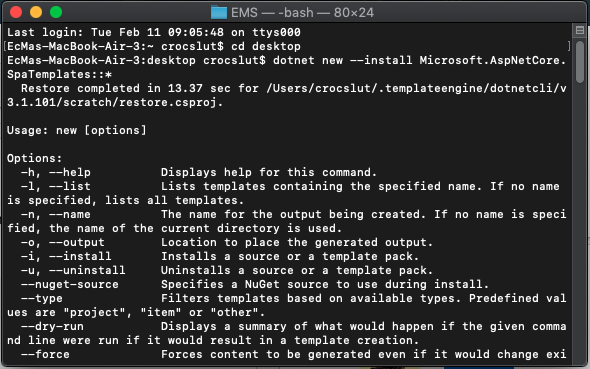 EMS — -bash — 80×24
Last login: Tue Feb 11 09:05:48 on ttys000
[EcMas-MacBook-Air-3:~ crocslut$ cd desktop ]
EcMas-MacBook-Air-3:desktop crocslut$ dotnet new --install Microsoft.AspNetCore.
SpaTemplates::*
  Restore completed in 13.37 sec for /Users/crocslut/.templateengine/dotnetcli/v
3.1.101/scratch/restore.csproj.

Usage: new [options]

Options:
  -h, --help          Displays help for this command.
  -l, --list          Lists templates containing the specified name. If no name
is specified, lists all templates.
  -n, --name          The name for the output being created. If no name is speci
fied, the name of the current directory is used.
  -o, --output        Location to place the generated output.
  -i, --install       Installs a source or a template pack.
  -u, --uninstall     Uninstalls a source or a template pack.
  --nuget-source      Specifies a NuGet source to use during install.
  --type              Filters templates based on available types. Predefined val
ues are "project", "item" or "other".
  --dry-run           Displays a summary of what would happen if the given comma
nd line were run if it would result in a template creation.
  --force             Forces content to be generated even if it would change exi